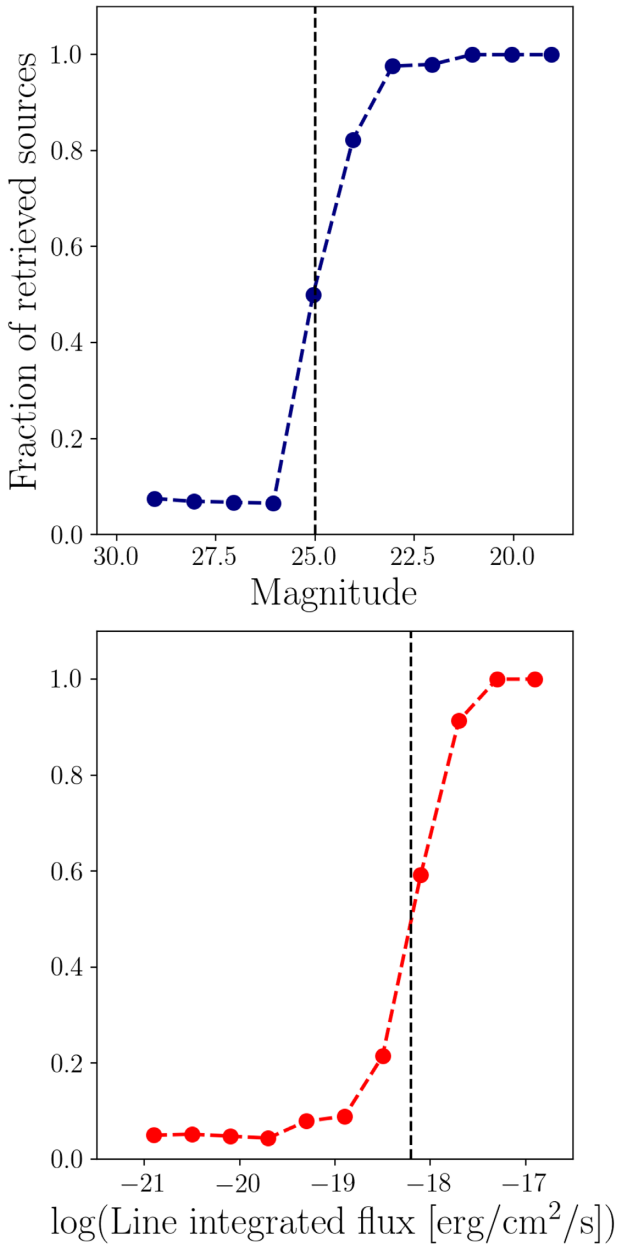 Fraction of retrieved sources
1.0
0.8
0.6
0.4
0.2
0.0
30.0 27.5 25.0 22.5 20.0
Magnitude
1.0
0.8
0.6
0.4
0.2
0.0
−21 −20 −19 −18 −17
log(Line integrated flux [erg/cm²/s])